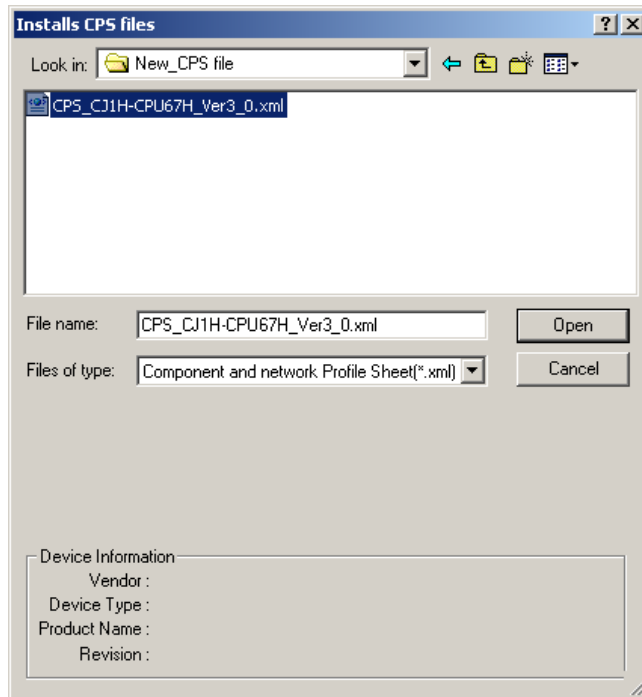 Installs CPS files
Look in: New_CPS file
CPS_CJ1H-CPU67H_Ver3_0.xml
File name: CPS_CJ1H-CPU67H_Ver3_0.xml Open
Files of type: Component and network Profile Sheet(*.xml) Cancel
Device Information
Vendor :
Device Type :
Product Name :
Revision :